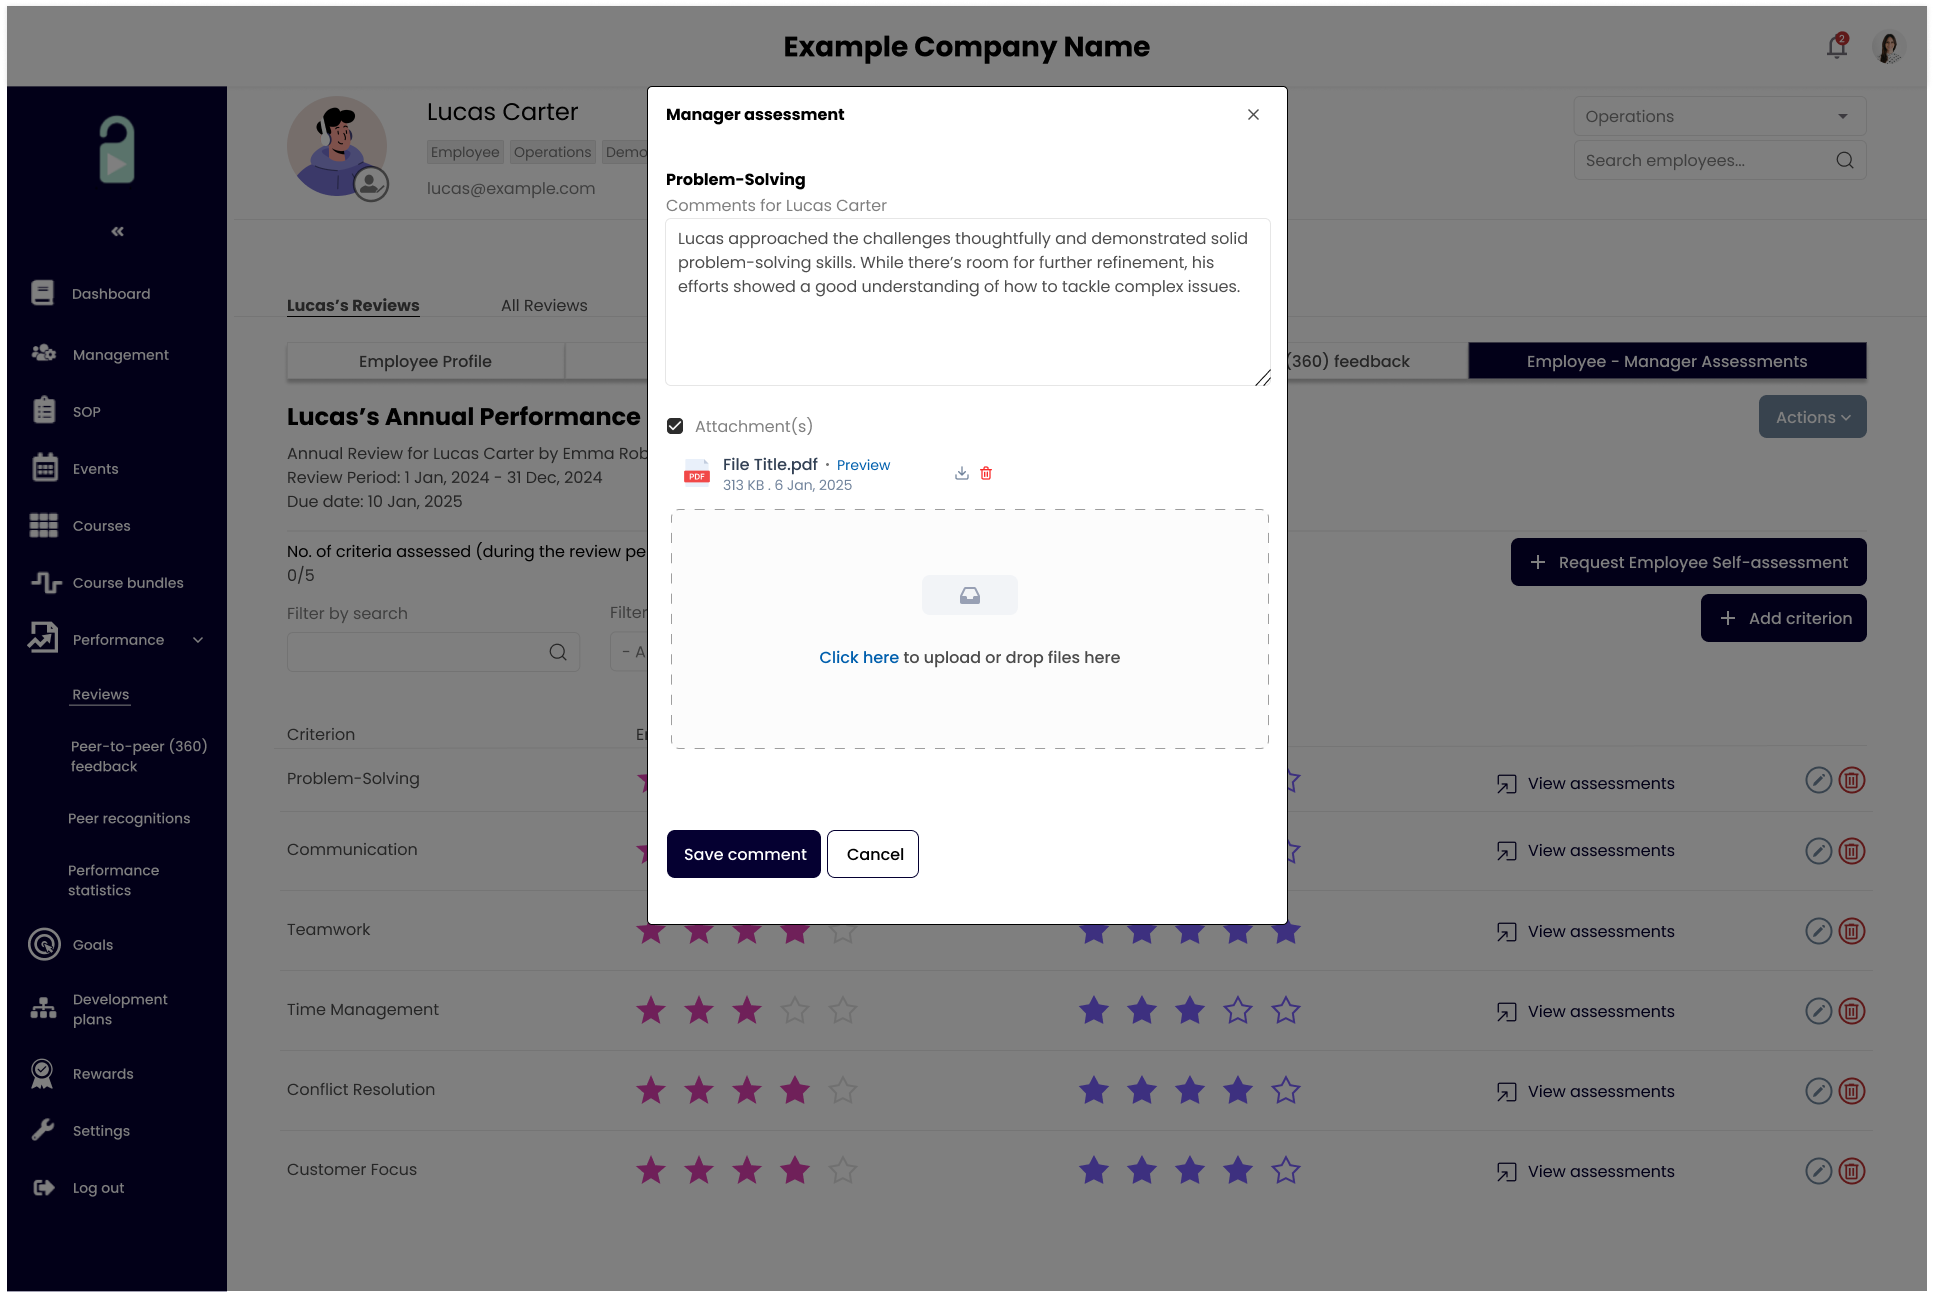 Example Company Name
2
Lucas Carter
Employee
Operations
Demo
lucas@example.com
Operations
Search employees...
Lucas's Reviews
All Reviews
Employee Profile
(360) feedback
Employee - Manager Assessments
Lucas's Annual Performance
Actions
Annual Review for Lucas Carter by Emma Rob
Review Period: 1 Jan, 2024 - 31 Dec, 2024
Due date: 10 Jan, 2025
No. of criteria assessed (during the review pe
0/5
+ Request Employee Self-assessment
+ Add criterion
Filter by search
Filter
- A
Criterion
Problem-Solving
View assessments
Communication
View assessments
Teamwork
View assessments
Time Management
View assessments
Conflict Resolution
View assessments
Customer Focus
View assessments
Dashboard
Management
SOP
Events
Courses
Course bundles
Performance
Reviews
Peer-to-peer (360)
feedback
Peer recognitions
Performance
statistics
Goals
Development
plans
Rewards
Settings
Log out
Manager assessment
Problem-Solving
Comments for Lucas Carter
Lucas approached the challenges thoughtfully and demonstrated solid
problem-solving skills. While there’s room for further refinement, his
efforts showed a good understanding of how to tackle complex issues.
Attachment(s)
PDF
File Title.pdf • Preview
313 KB . 6 Jan, 2025
Click here to upload or drop files here
Save comment
Cancel